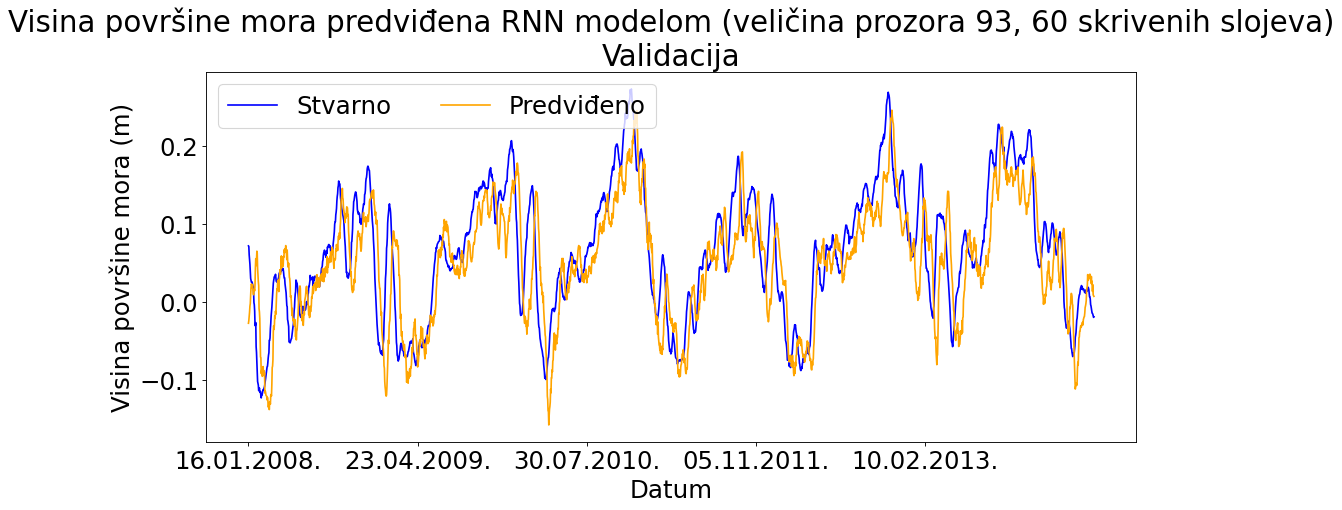 Visina površine mora predviđena RNN modelom (veličina prozora 93, 60 skrivenih slojeva)
Validacija
Stvarno Predviđeno
Visina površine mora (m)
0.2
0.1
0.0
−0.1
16.01.2008. 23.04.2009. 30.07.2010. 05.11.2011. 10.02.2013.
Datum